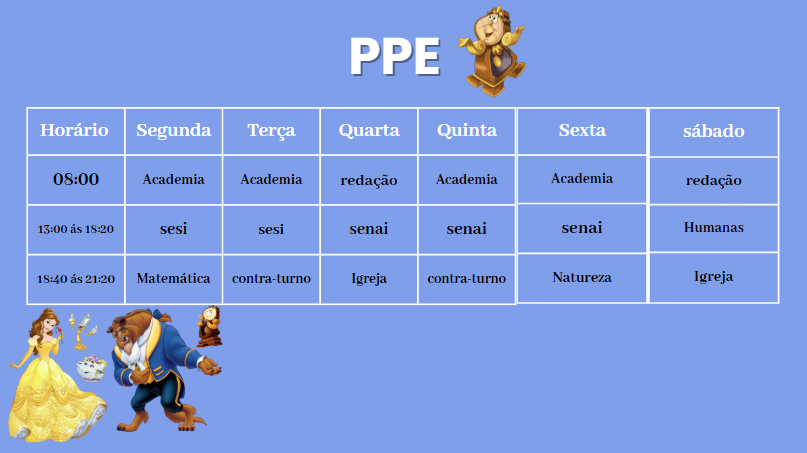 PPE
Horário Segunda Terça Quarta Quinta Sexta sábado
08:00 Academia Academia redação Academia Academia redação
13:00 ás 18:20 sesi sesi senai senai senai Humanas
18:40 ás 21:20 Matemática contra-turno Igreja contra-turno Natureza Igreja